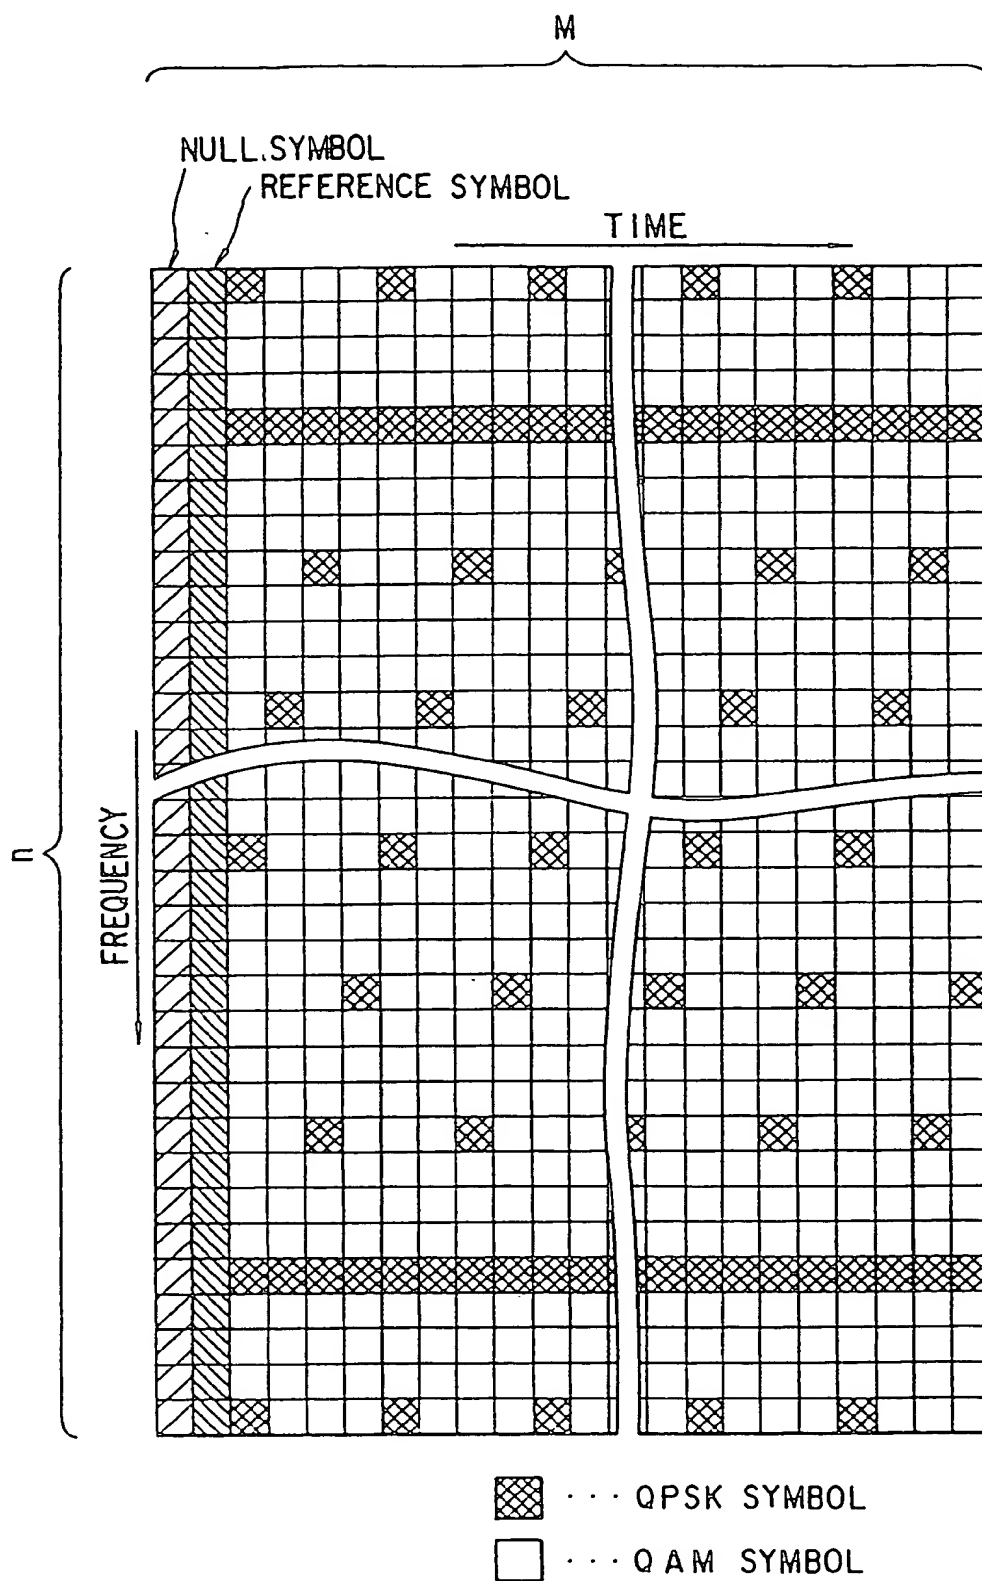 M
NULL SYMBOL
REFERENCE SYMBOL
TIME
n
FREQUENCY
··· QPSK SYMBOL
··· QAM SYMBOL